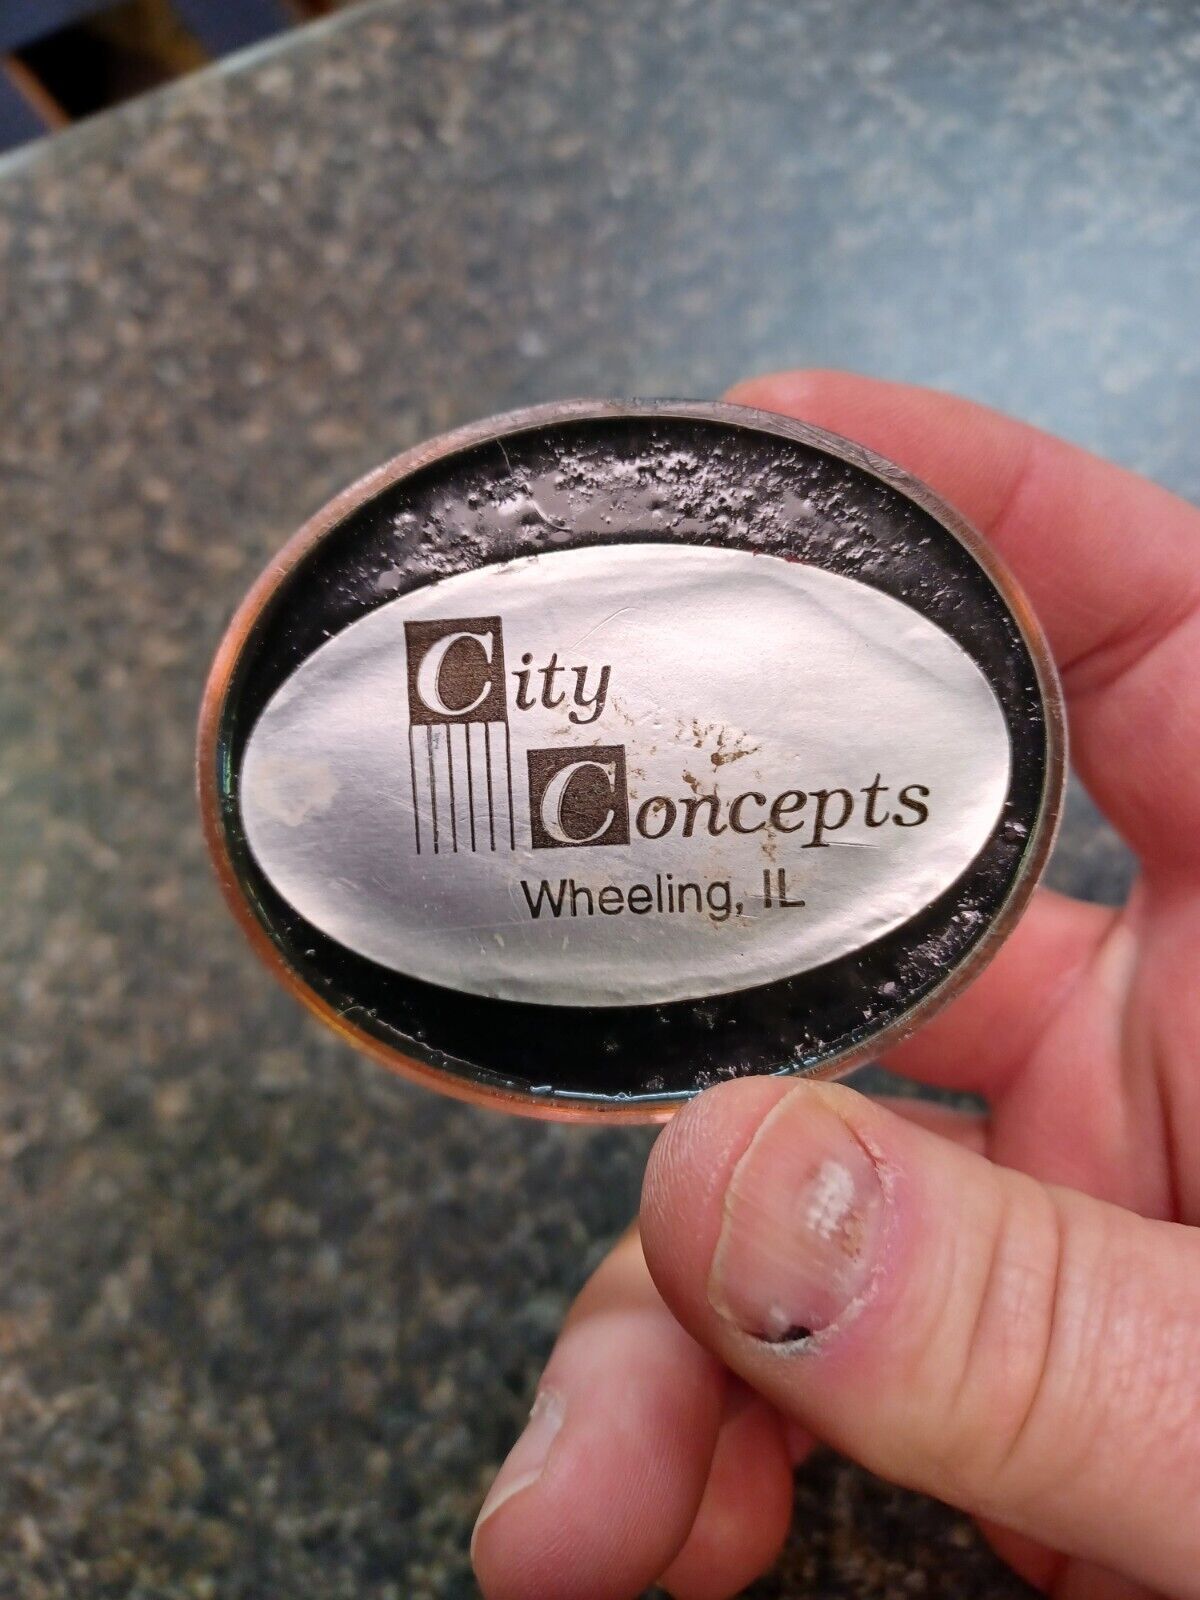 City
Concepts
Wheeling, IL